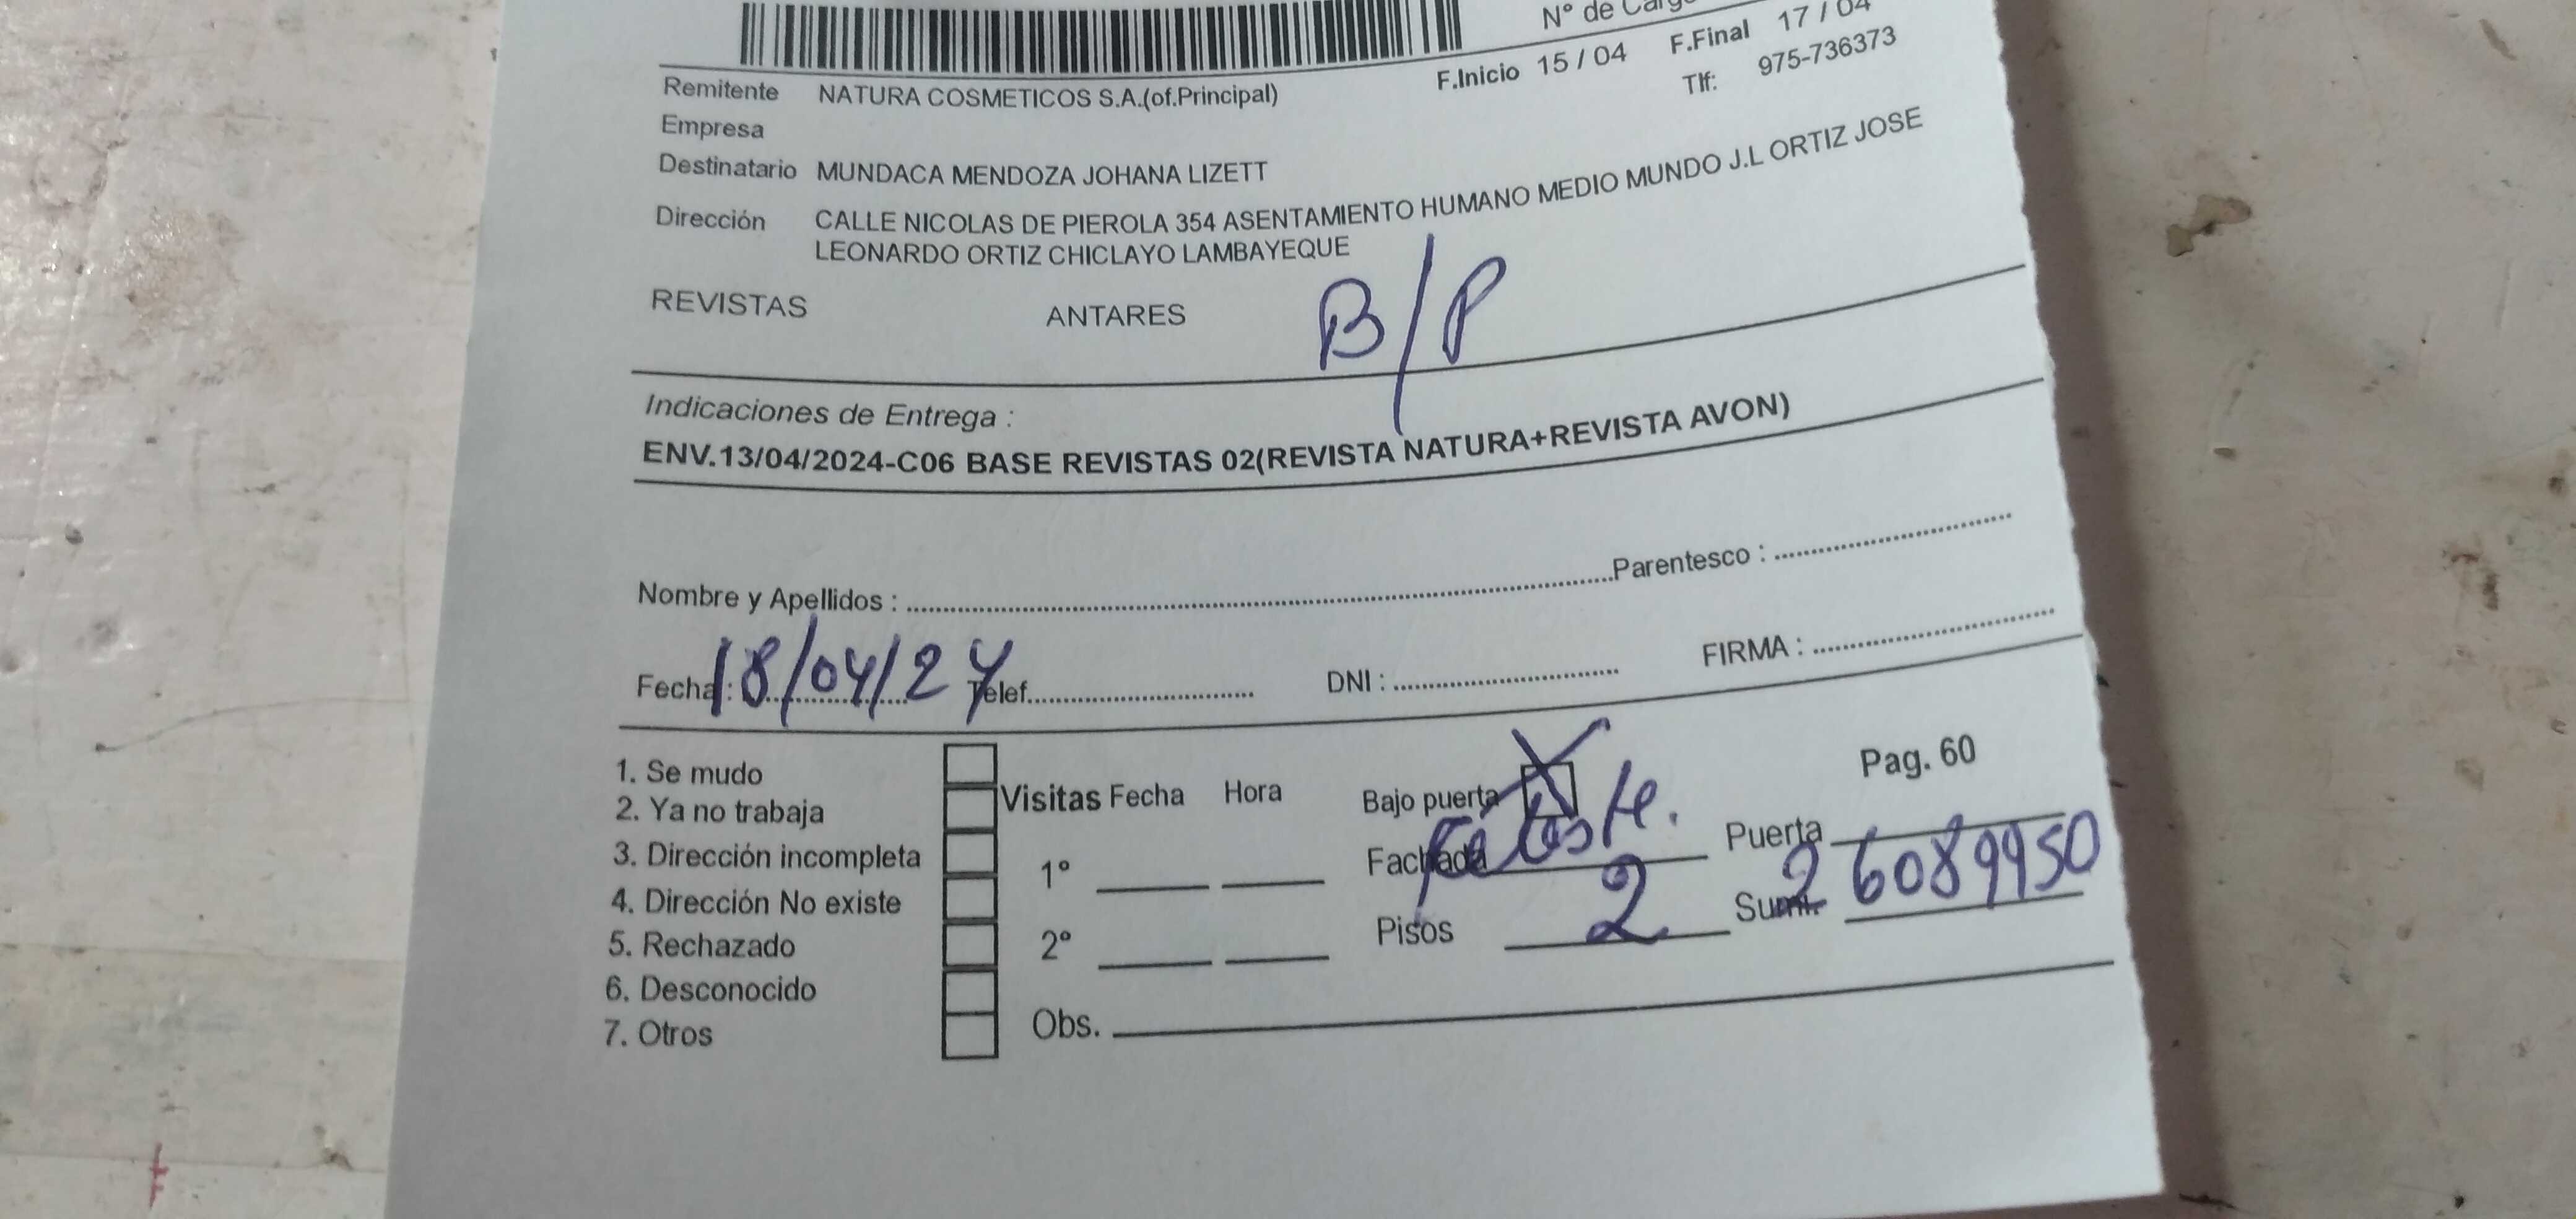 N° de Cargo
F.Inicio 15 / 04 F.Final 17 / 04
Remitente NATURA COSMETICOS S.A.(of.Principal) Tlf: 975-736373
Empresa
Destinatario MUNDACA MENDOZA JOHANA LIZETT
Dirección CALLE NICOLAS DE PIEROLA 354 ASENTAMIENTO HUMANO MEDIO MUNDO J.L ORTIZ JOSE
LEONARDO ORTIZ CHICLAYO LAMBAYEQUE
REVISTAS ANTARES B/P
Indicaciones de Entrega :
ENV.13/04/2024-C06 BASE REVISTAS 02(REVISTA NATURA+REVISTA AVON)
Nombre y Apellidos : Parentesco :
Fecha : 18/04/24 Telef. DNI : FIRMA :
Pag. 60
1. Se mudo
2. Ya no trabaja
3. Dirección incompleta
4. Dirección No existe
5. Rechazado
6. Desconocido
7. Otros
Visitas Fecha Hora
1°
2°
Obs.
Bajo puerta X
Fachada Celeste. Puerta
Pisos 2 Sumi. 26089950